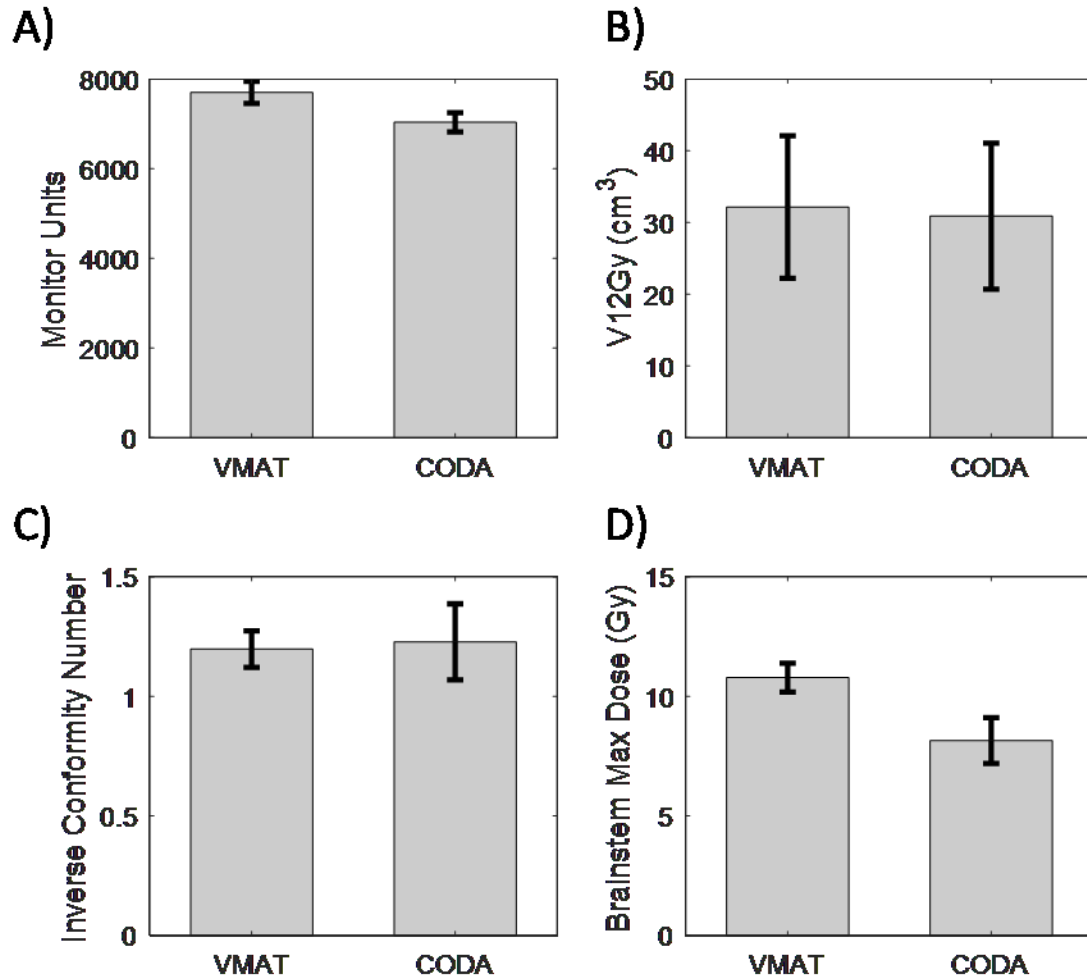 A)
Monitor Units
8000
6000
4000
2000
0
VMAT CODA
B)
V12Gy (cm³)
50
40
30
20
10
0
VMAT CODA
C)
Inverse Conformity Number
1.5
1
0.5
0
VMAT CODA
D)
Brainstem Max Dose (Gy)
15
10
5
0
VMAT CODA